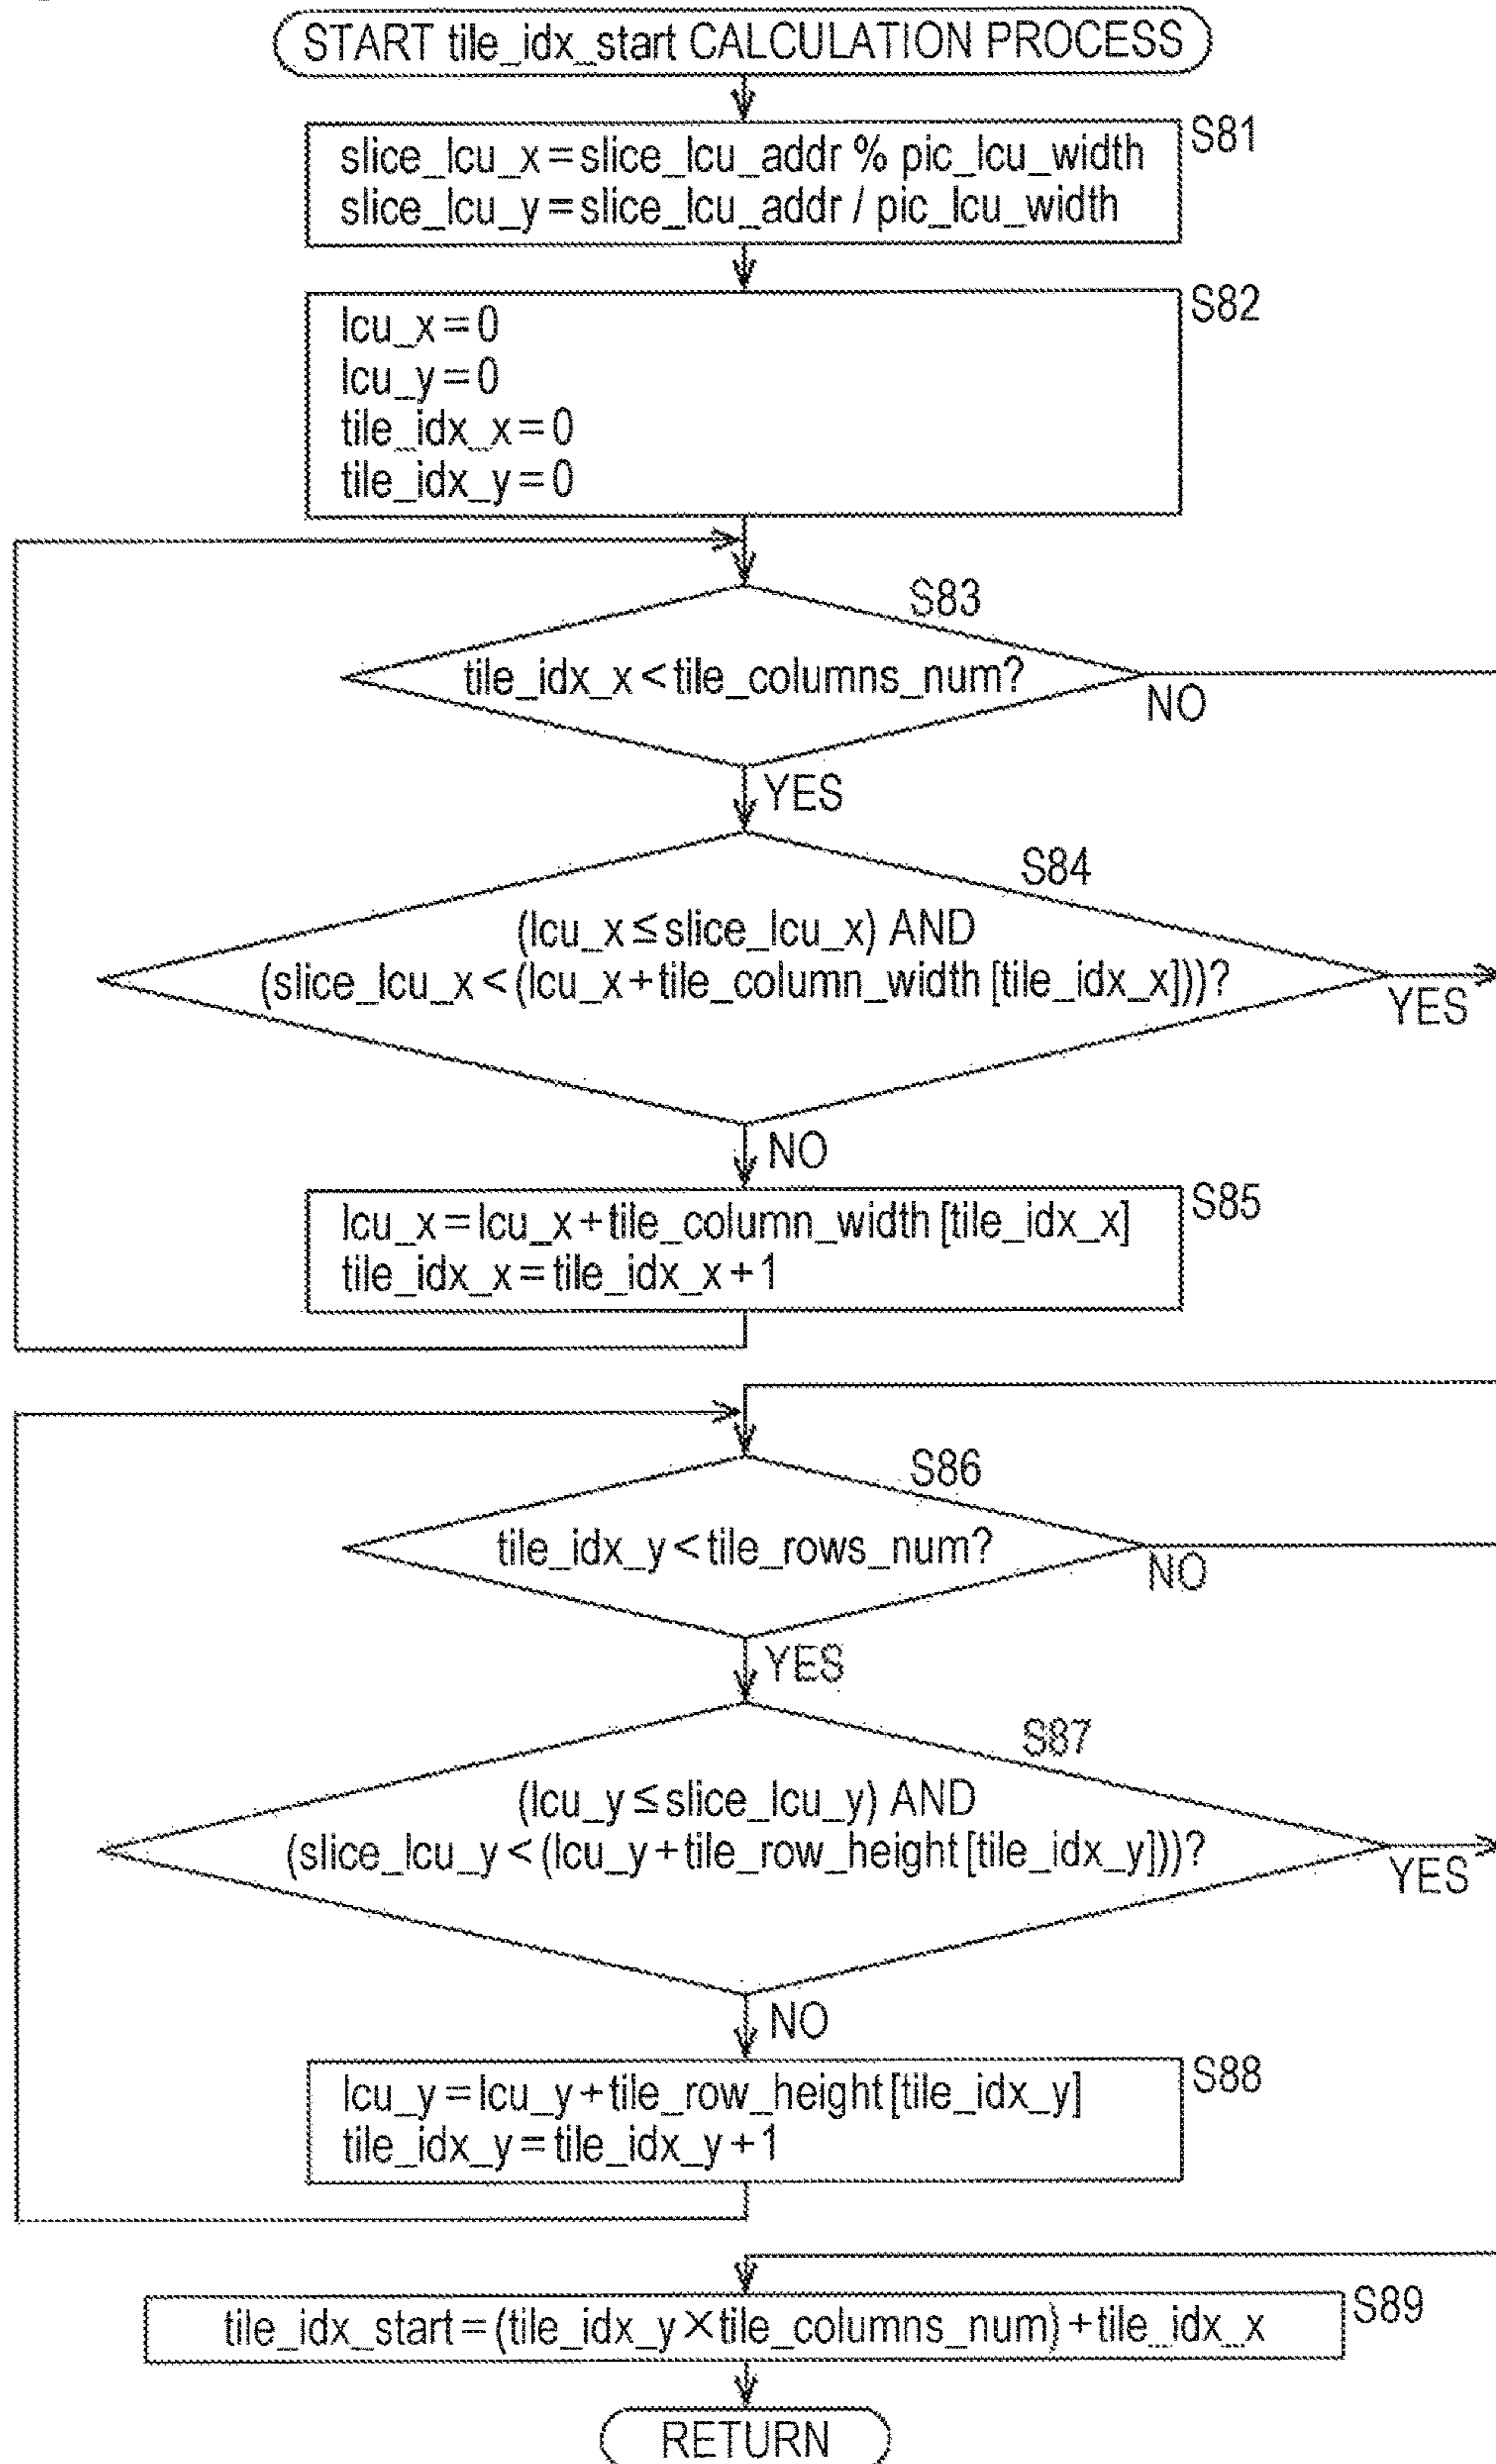 START tile_idx_start CALCULATION PROCESS
S81
slice_lcu_x=slice_lcu_addr % pic_lcu_width
slice_lcu_y=slice_lcu_addr / pic_lcu_width
S82
lcu_x=0
lcu_y=0
tile_idx_x=0
tile_idx_y=0
S83
tile_idx_x<tile_columns_num?
NO
YES
S84
(lcu_x≤slice_lcu_x) AND
(slice_lcu_x<(lcu_x+tile_column_width [tile_idx_x]))?
YES
NO
S85
lcu_x=lcu_x+tile_column_width [tile_idx_x]
tile_idx_x=tile_idx_x+1
S86
tile_idx_y<tile_rows_num?
NO
YES
S87
(lcu_y≤slice_lcu_y) AND
(slice_lcu_y<(lcu_y+tile_row_height [tile_idx_y]))?
YES
NO
S88
lcu_y=lcu_y+tile_row_height [tile_idx_y]
tile_idx_y=tile_idx_y+1
S89
tile_idx_start=(tile_idx_y×tile_columns_num)+tile_idx_x
RETURN